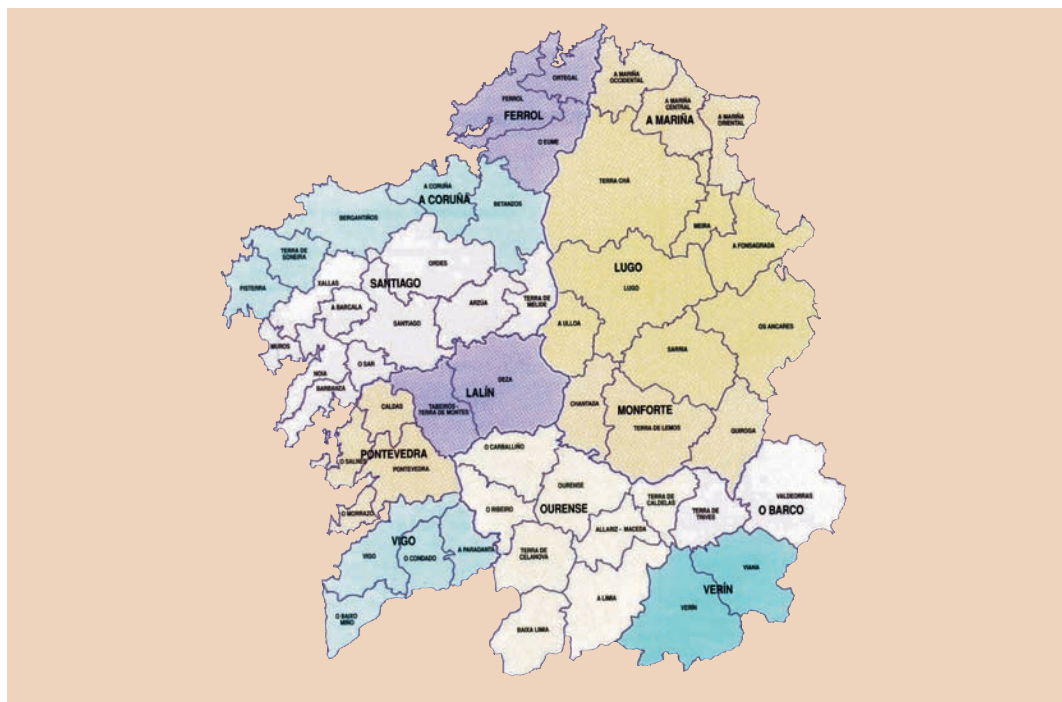 ORTEGAL
A MARIÑA
OCCIDENTAL
FERROL
FERROL
A MARIÑA
CENTRAL
A MARIÑA
A MARIÑA
ORIENTAL
O EUME
TERRA CHÁ
A CORUÑA
A CORUÑA
BETANZOS
BERGANTIÑOS
MEIRA
A FONSAGRADA
TERRA DE
SONEIRA
ORDES
LUGO
LUGO
XALLAS
SANTIAGO
FISTERRA
ARZÚA
TERRA DE
MELIDE
A BARCALA
SANTIAGO
A ULLOA
OS ANCARES
MUROS
SARRIA
O SAR
NOIA
BARBANZA
DEZA
LALÍN
CALDAS
TABEIRÓS -
TERRA DE MONTES
CHANTADA
MONFORTE
TERRA DE LEMOS
QUIROGA
O CARBALLIÑO
PONTEVEDRA
O SALNÉS
PONTEVEDRA
OURENSE
VALDEORRAS
O BARCO
TERRA DE
CALDELAS
O RIBEIRO
OURENSE
TERRA DE
TRIVES
O MORRAZO
ALLARIZ - MACEDA
VIGO
VIGO
O CONDADO
A PARADANTA
TERRA DE
CELANOVA
VIANA
VERÍN
VERÍN
A LIMIA
O BAIXO
MIÑO
BAIXA LIMIA